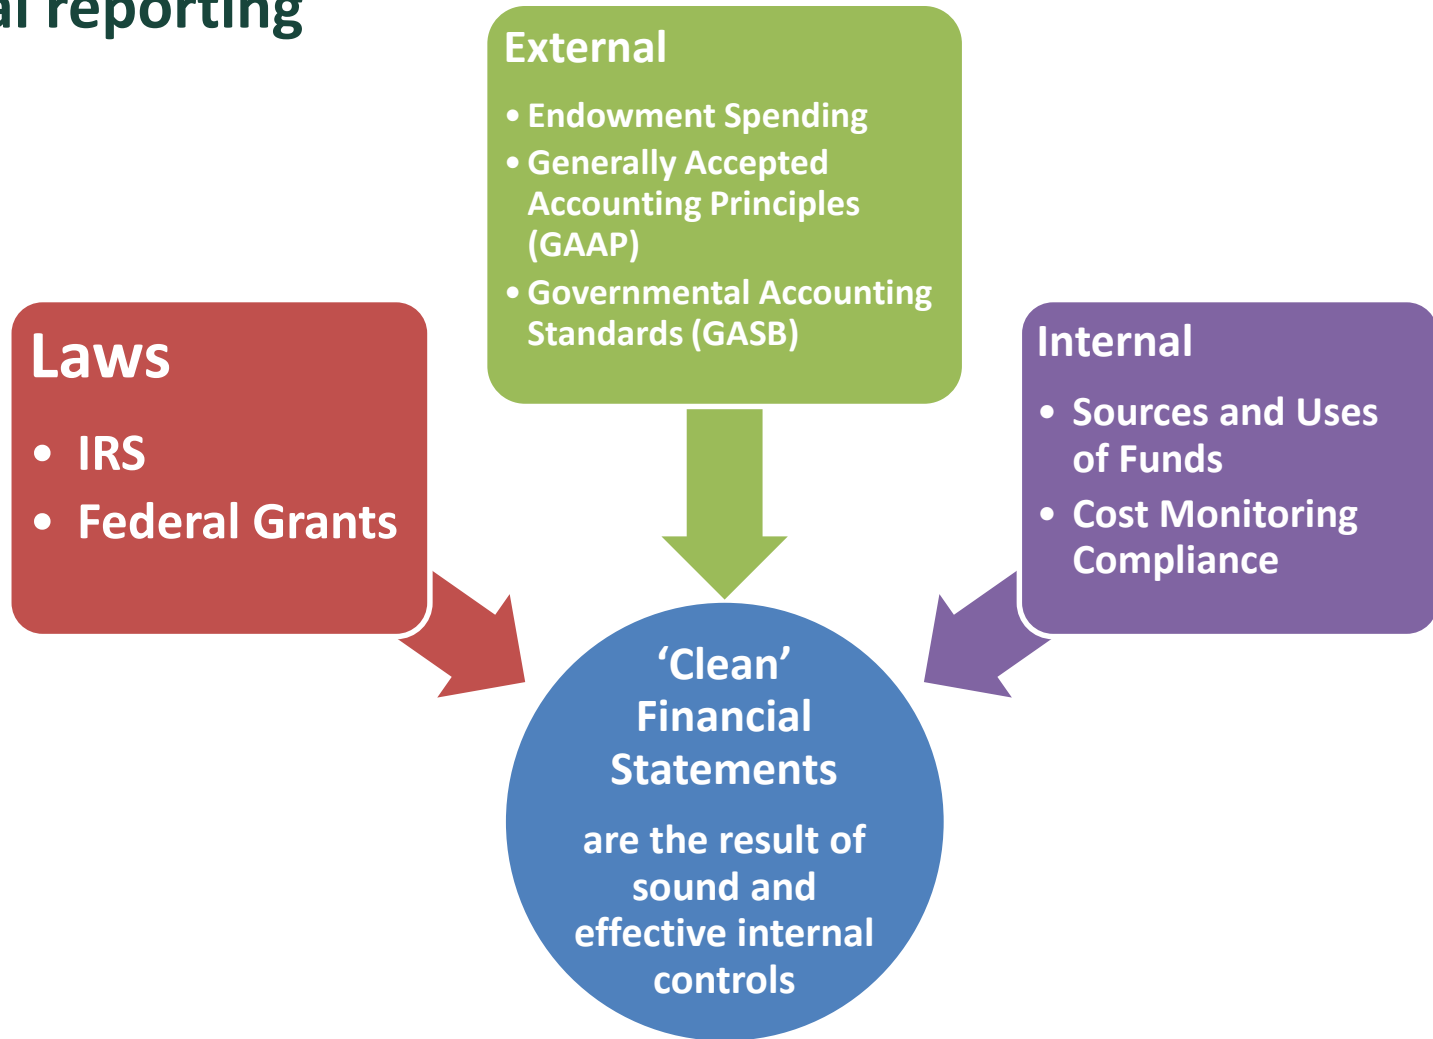 al reporting
External
• Endowment Spending
• Generally Accepted
Accounting Principles
(GAAP)
• Governmental Accounting
Standards (GASB)
Laws
• IRS
• Federal Grants
Internal
• Sources and Uses
of Funds
• Cost Monitoring
Compliance
‘Clean’
Financial
Statements
are the result of
sound and
effective internal
controls